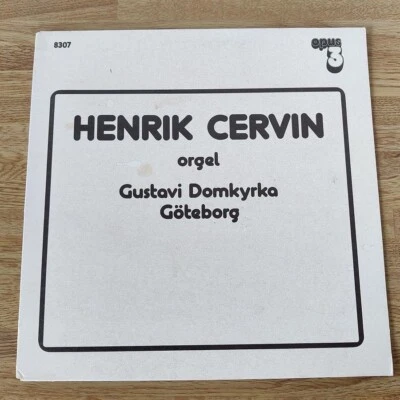 8307
opus
3
HENRIK CERVIN
orgel
Gustavi Domkyrka
Göteborg